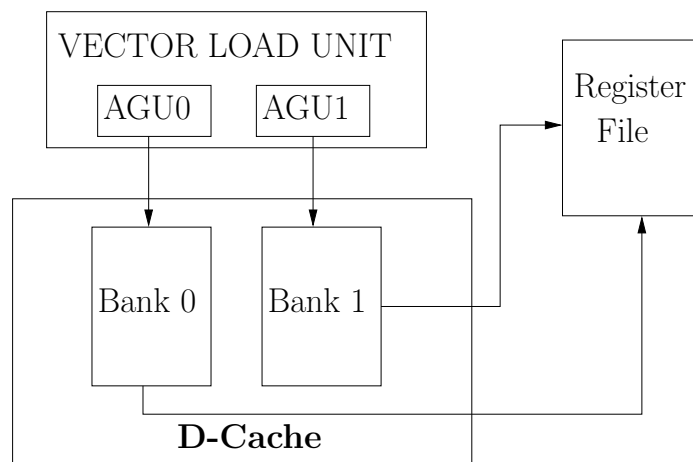 VECTOR LOAD UNIT
AGU0
AGU1
Register
File
Bank 0
Bank 1
D-Cache